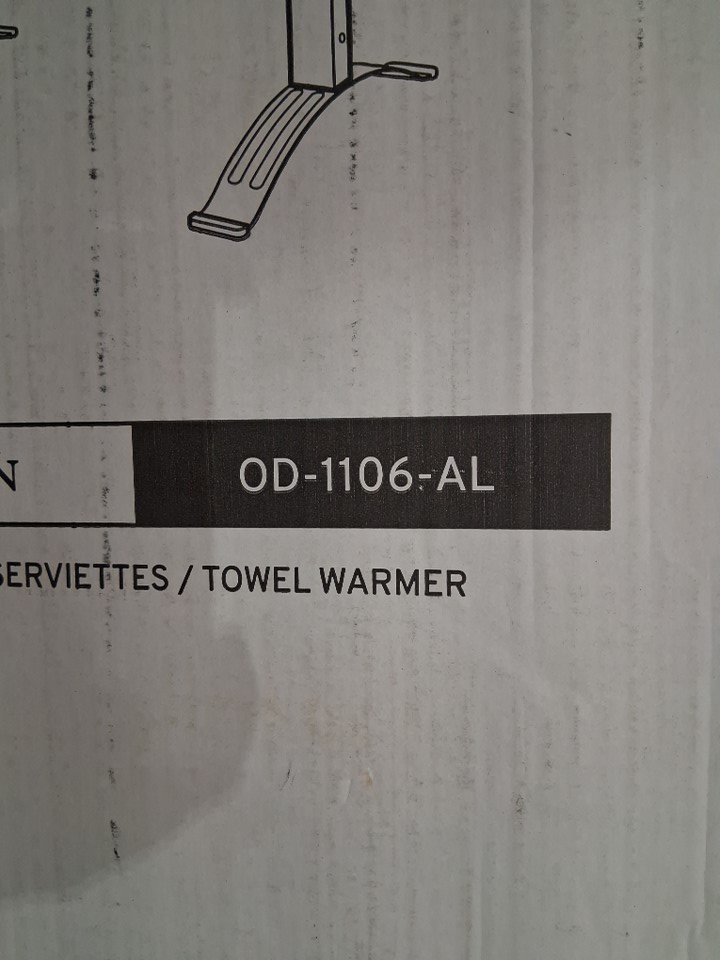 N OD-1106-AL
SERVIETTES / TOWEL WARMER